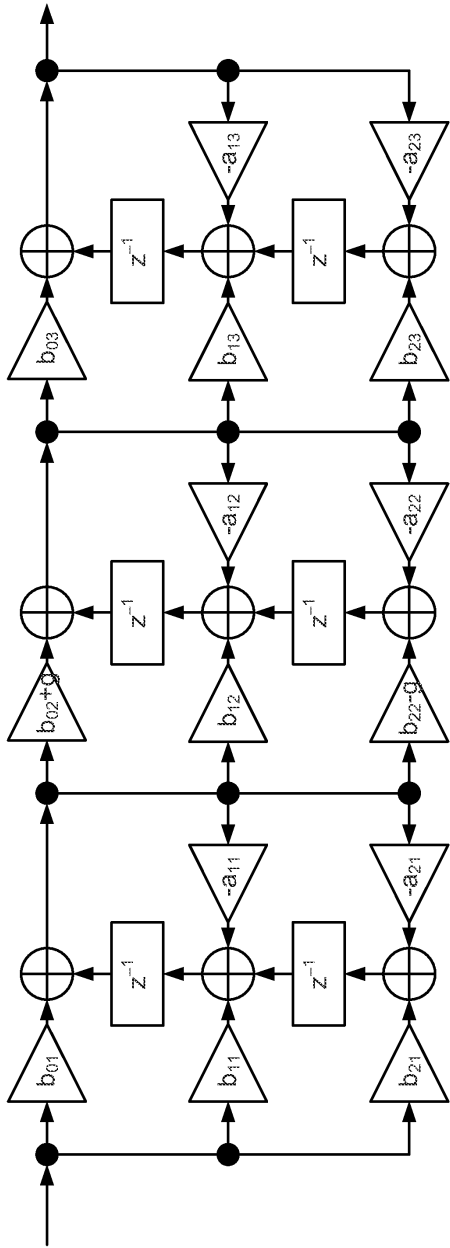 -a₁₃
-a₂₃
z⁻¹
z⁻¹
b₀₃
b₁₃
b₂₃
-a₁₂
-a₂₂
z⁻¹
z⁻¹
b₀₂+g
b₁₂
b₂₂-g
-a₁₁
-a₂₁
z⁻¹
z⁻¹
b₀₁
b₁₁
b₂₁